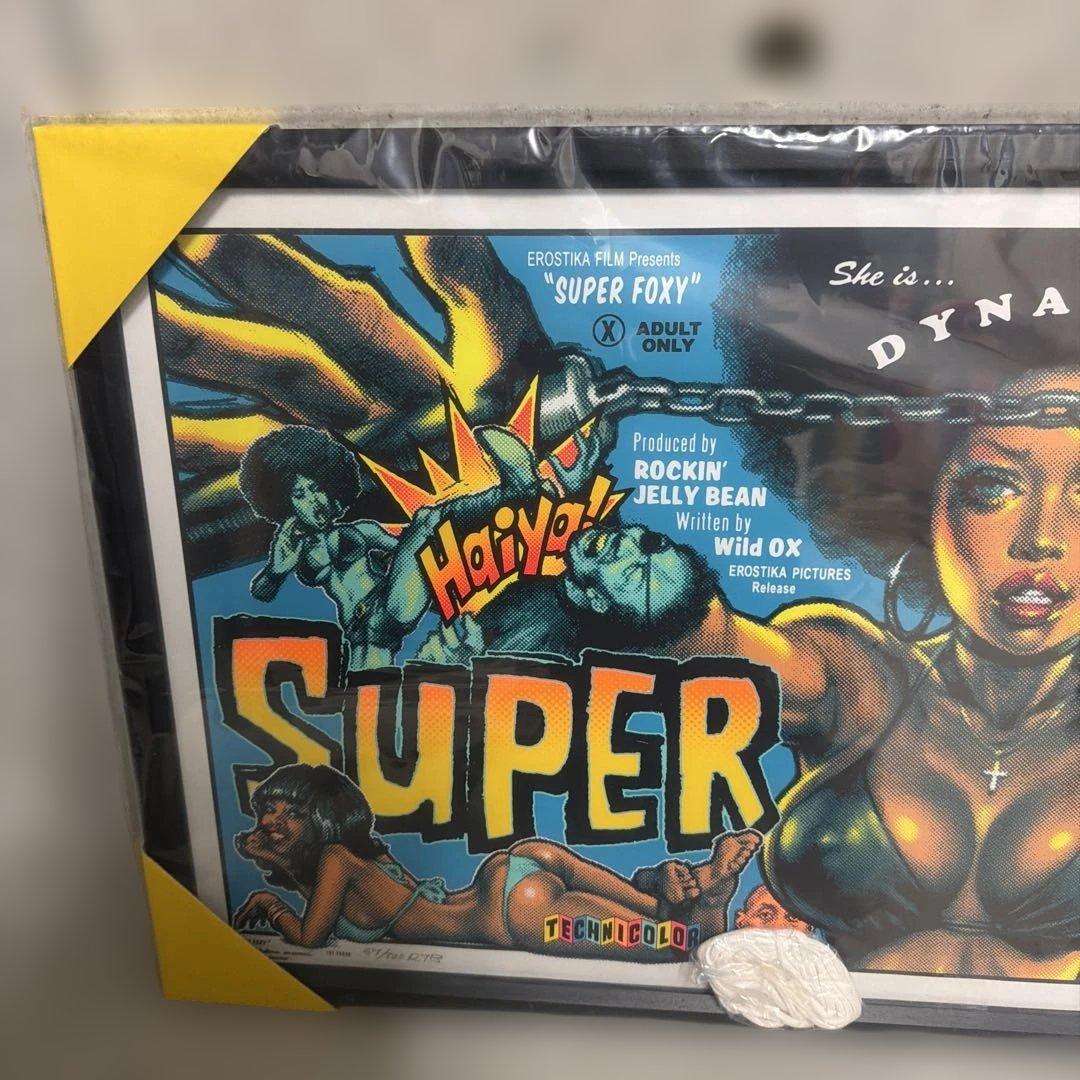 EROSTIKA FILM Presents
"SUPER FOXY"
X ADULT
ONLY
She is...
DYNA
Produced by
ROCKIN'
JELLY BEAN
Written by
Wild OX
EROSTIKA PICTURES
Release
Haiya!
SUPER
TECHNICOLOR